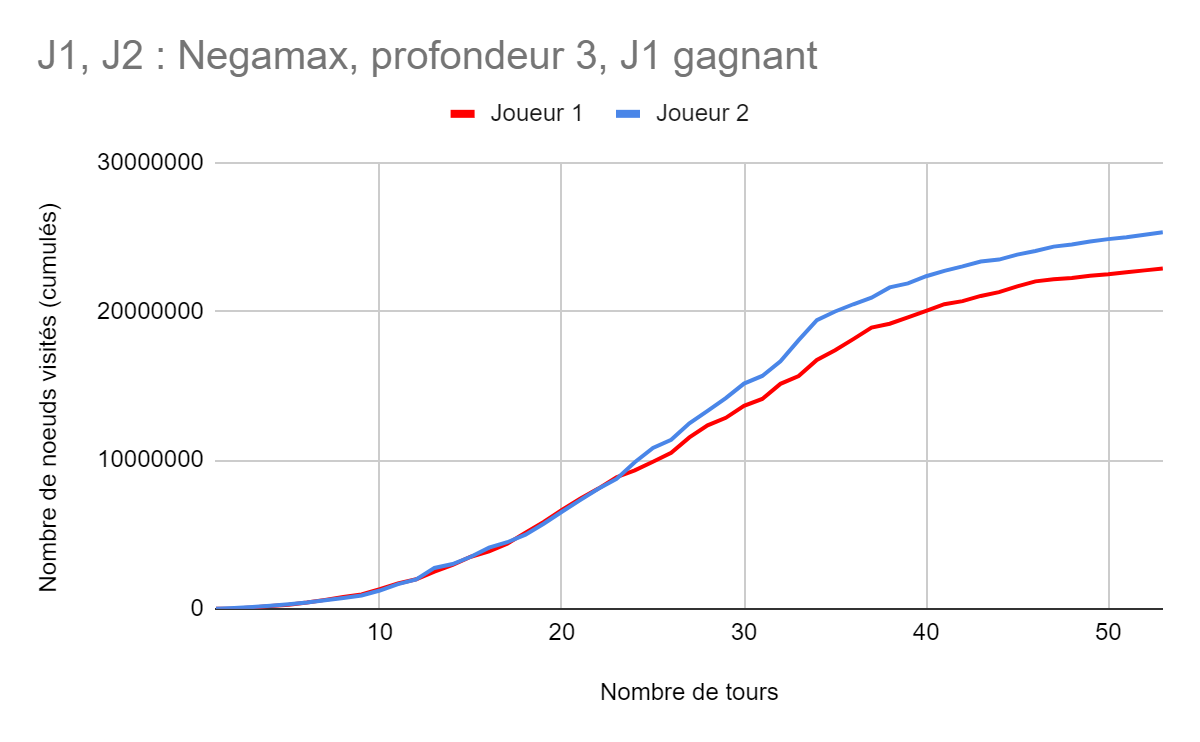 J1, J2 : Negamax, profondeur 3, J1 gagnant
Joueur 1
Joueur 2
Nombre de noeuds visités (cumulés)
30000000
20000000
10000000
0
10
20
30
40
50
Nombre de tours